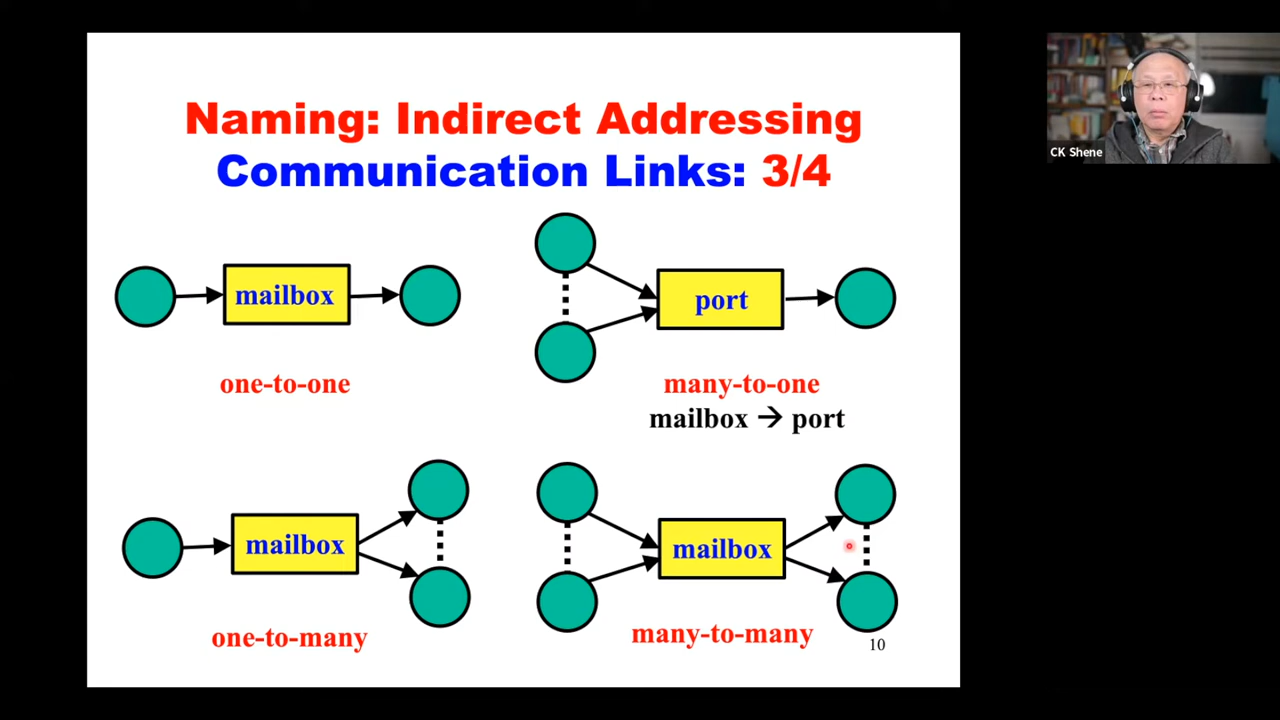 Naming: Indirect Addressing
Communication Links: 3/4
CK Shene
mailbox
port
one-to-one
many-to-one
mailbox → port
mailbox
mailbox
one-to-many
many-to-many
10